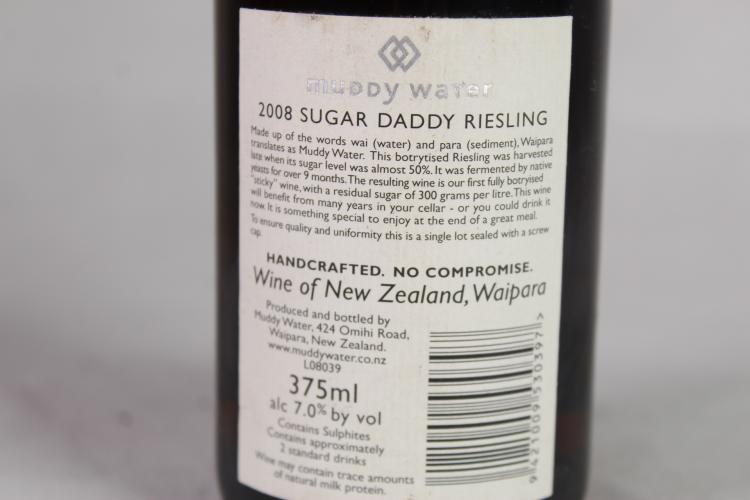 muddy water
2008 SUGAR DADDY RIESLING
Made up of the words wai (water) and para (sediment), Waipara
translates as Muddy Water. This botrytised Riesling was harvested
late when its sugar level was almost 50%. It was fermented by native
yeasts for over 9 months. The resulting wine is our first fully botryised
"sticky" wine, with a residual sugar of 300 grams per litre. This wine
will benefit from many years in your cellar - or you could drink it
now. It is something special to enjoy at the end of a great meal.
To ensure quality and uniformity this is a single lot sealed with a screw
cap.
HANDCRAFTED. NO COMPROMISE.
Wine of New Zealand, Waipara
Produced and bottled by
Muddy Water, 424 Omihi Road,
Waipara, New Zealand.
www.muddywater.co.nz
L08039
375ml
alc 7.0% by vol
Contains Sulphites
Contains approximately
2 standard drinks
Wine may contain trace amounts
of natural milk protein.
9 421009 530397 >